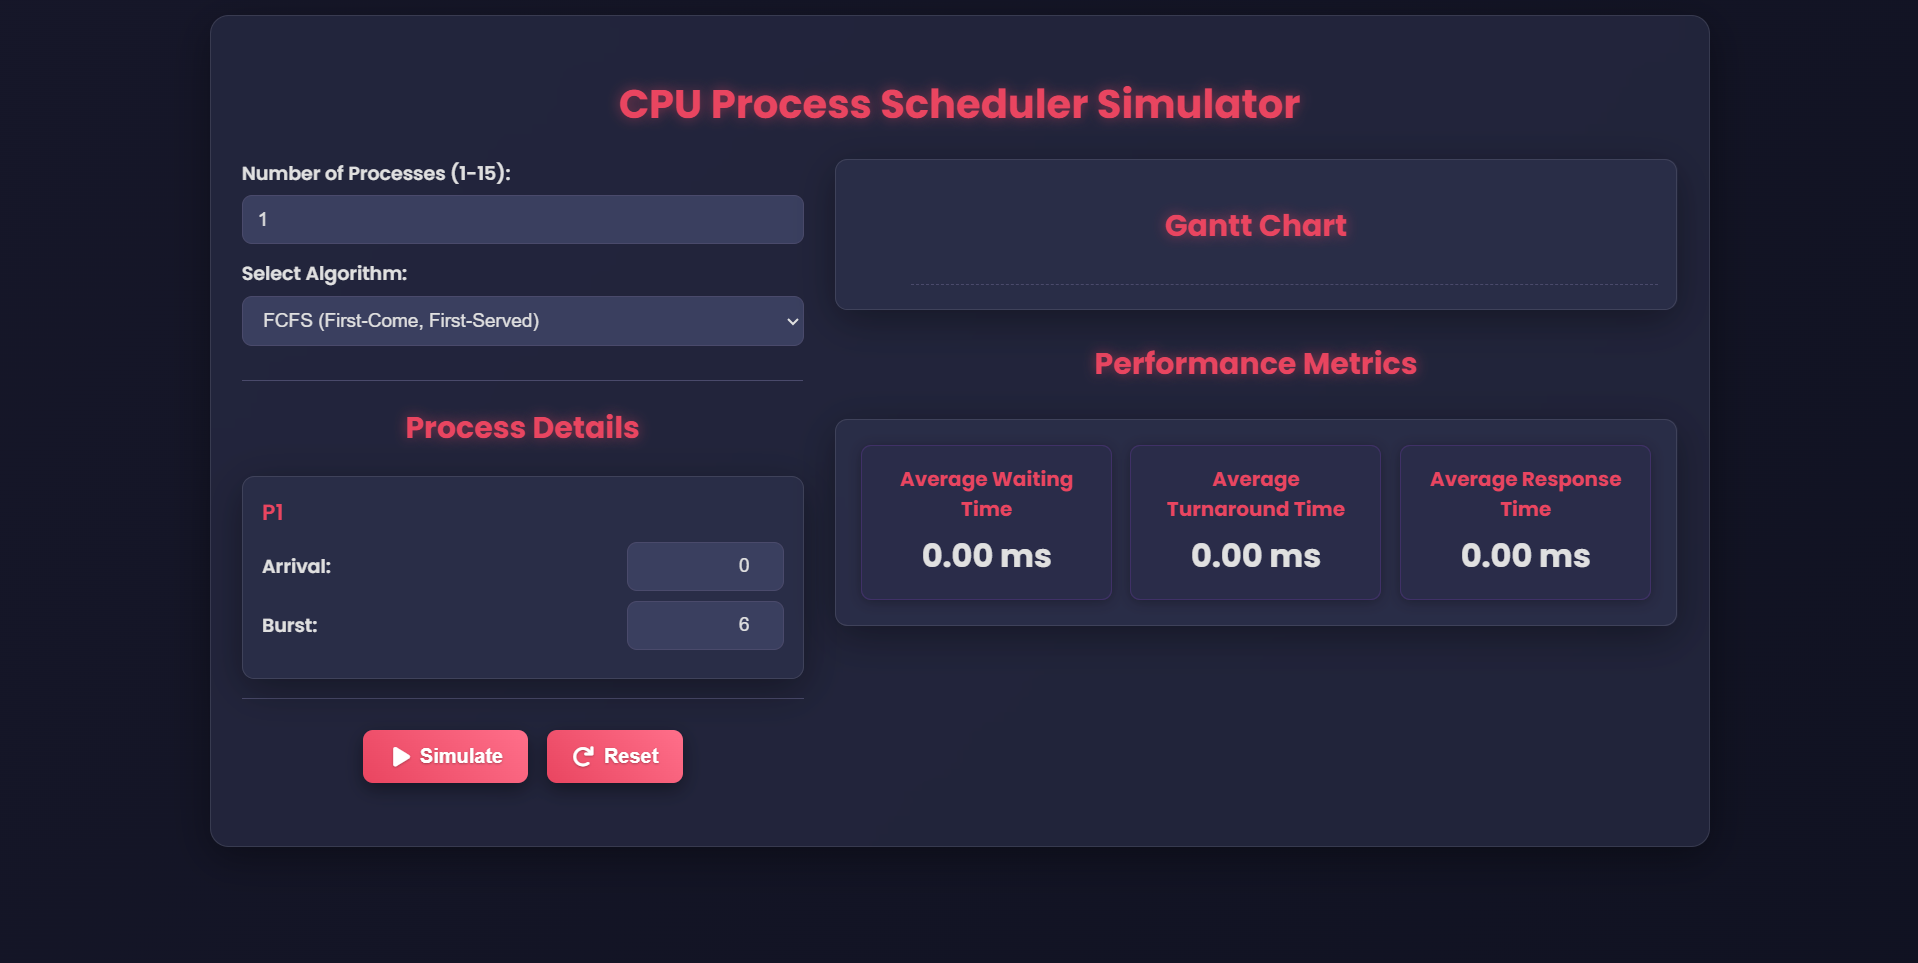 CPU Process Scheduler Simulator
Number of Processes (1-15):
1
Select Algorithm:
FCFS (First-Come, First-Served)
Process Details
P1
Arrival:
0
Burst:
6
Simulate
Reset
Gantt Chart
Performance Metrics
Average Waiting
Time
0.00 ms
Average
Turnaround Time
0.00 ms
Average Response
Time
0.00 ms